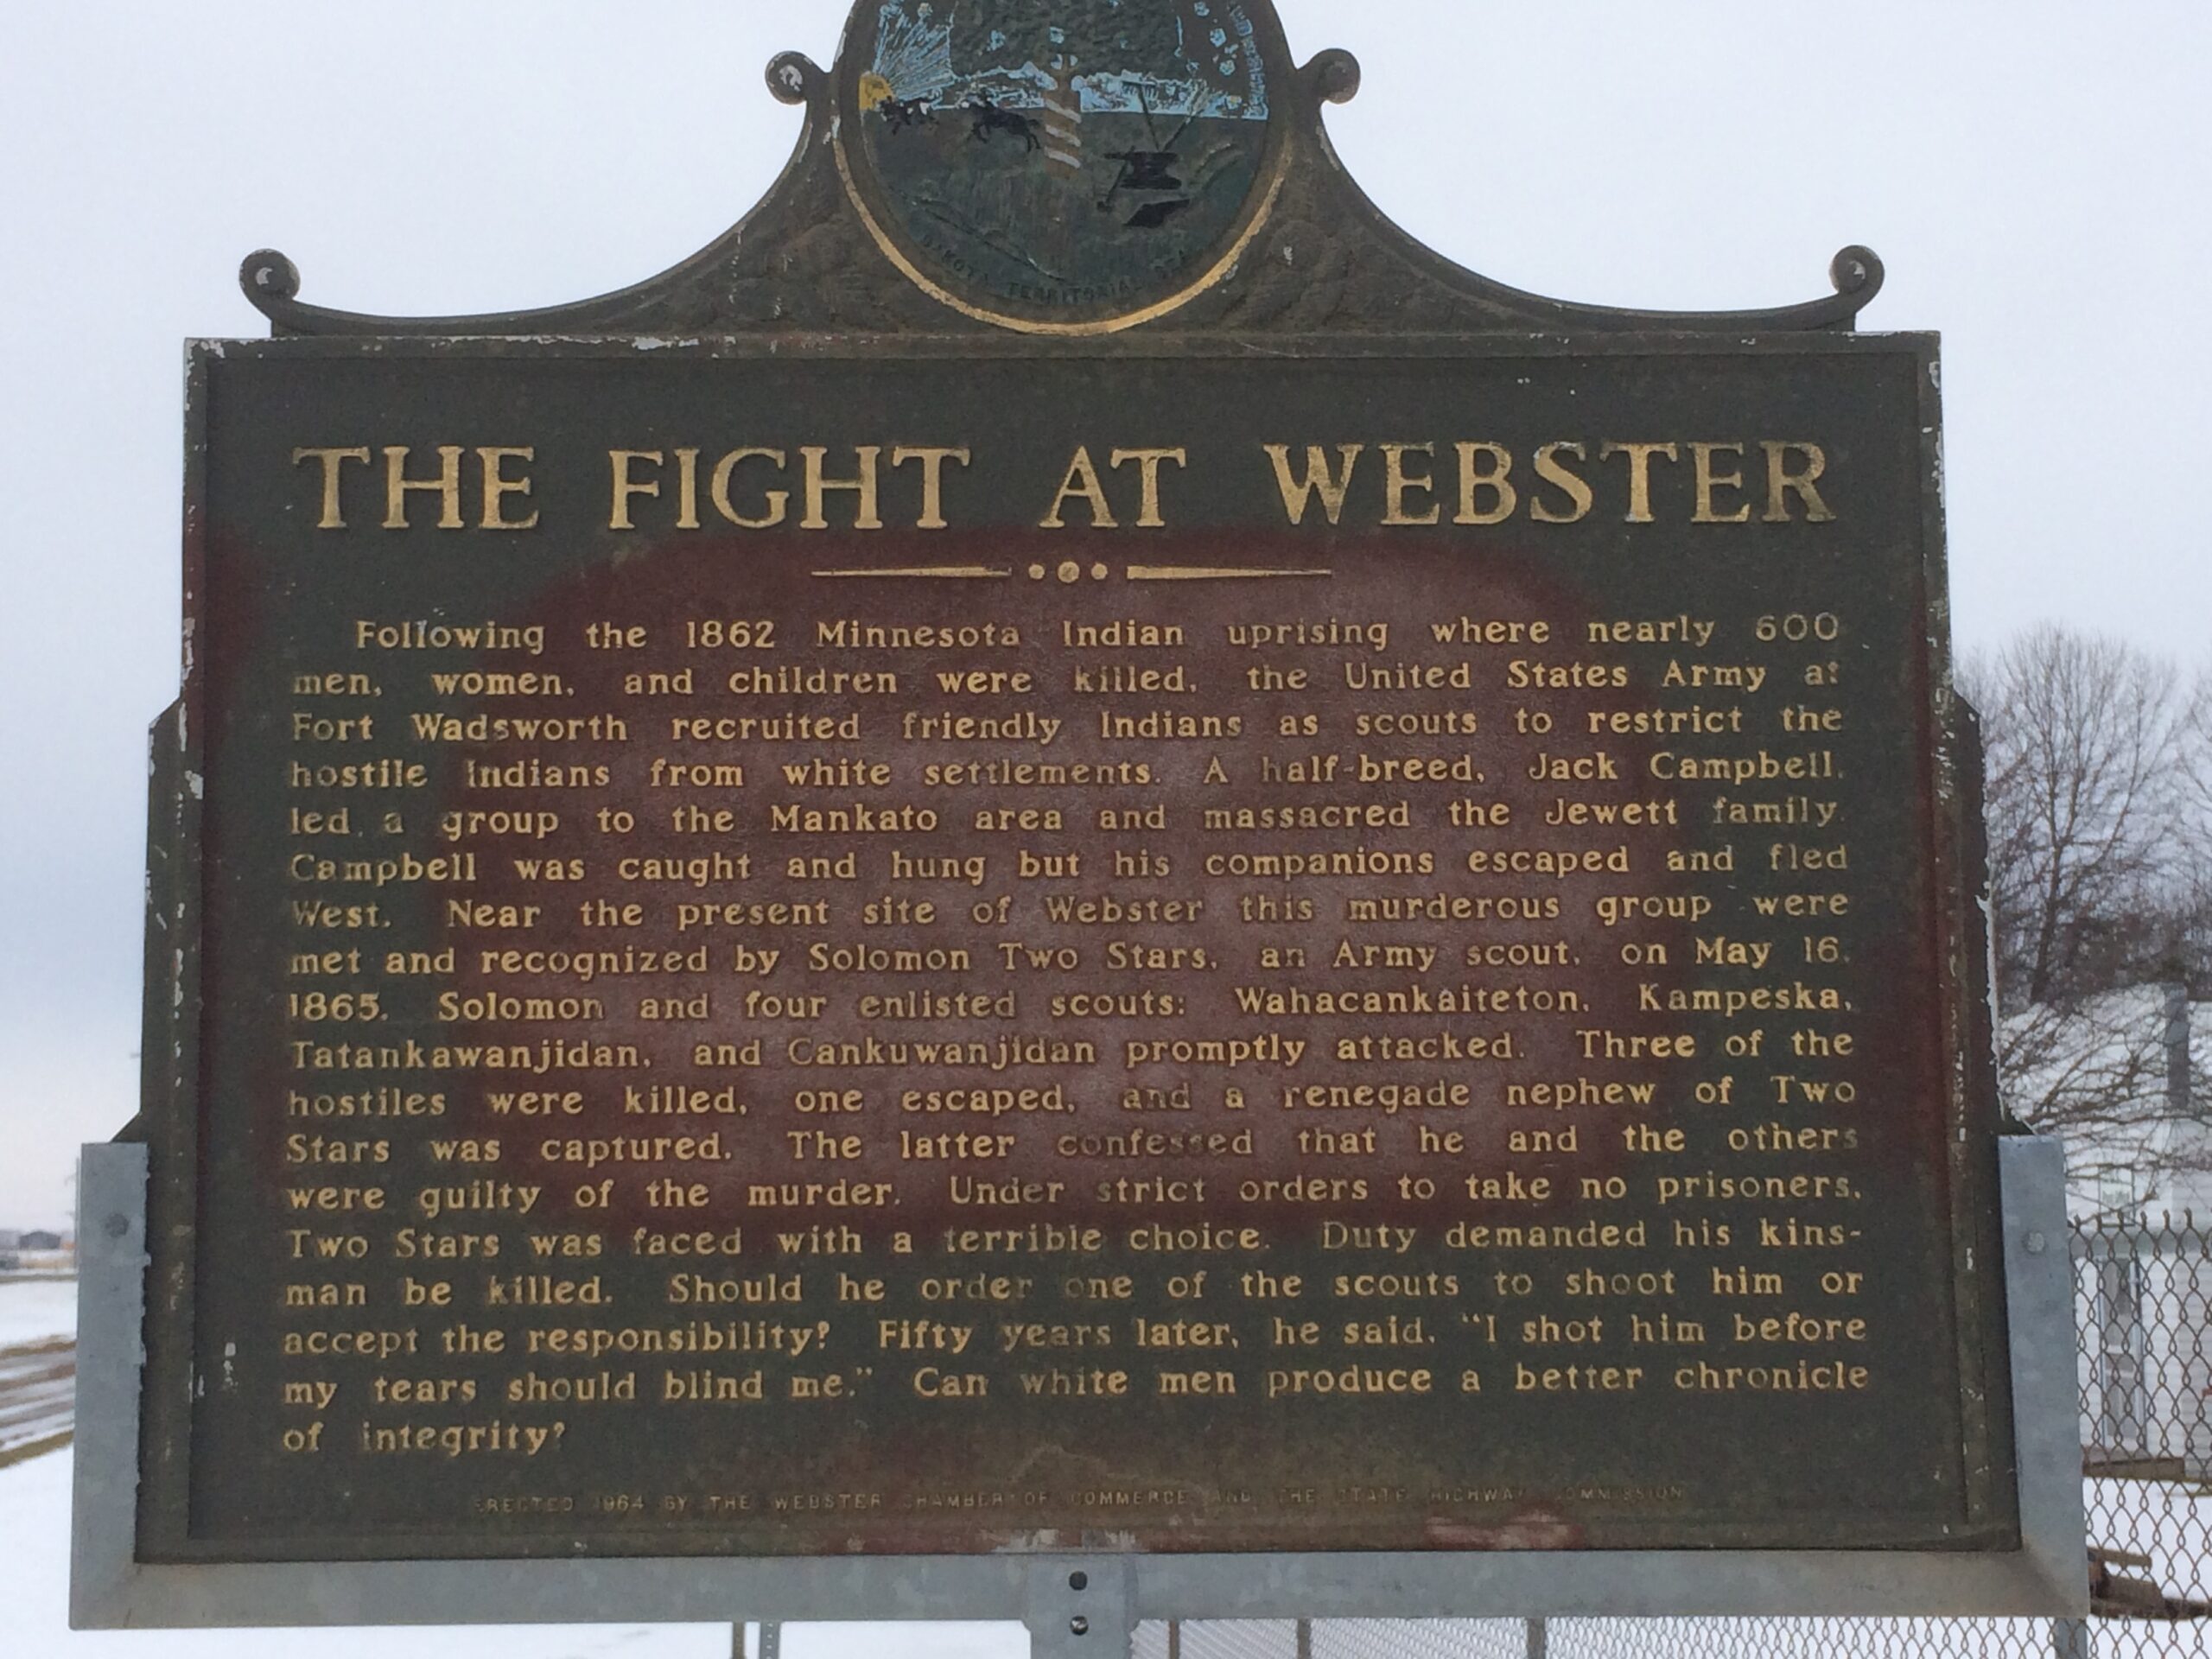 DAKOTA TERRITORIAL
THE FIGHT AT WEBSTER
Following the 1862 Minnesota Indian uprising where nearly 600
men, women, and children were killed, the United States Army at
Fort Wadsworth recruited friendly Indians as scouts to restrict the
hostile Indians from white settlements. A half-breed, Jack Campbell,
led a group to the Mankato area and massacred the Jewett family.
Campbell was caught and hung but his companions escaped and fled
West. Near the present site of Webster this murderous group were
met and recognized by Solomon Two Stars, an Army scout, on May 16,
1865. Solomon and four enlisted scouts: Wahacankaiteton, Kampeska,
Tatankawanjidan, and Cankuwanjidan promptly attacked. Three of the
hostiles were killed, one escaped, and a renegade nephew of Two
Stars was captured. The latter confessed that he and the others
were guilty of the murder. Under strict orders to take no prisoners,
Two Stars was faced with a terrible choice. Duty demanded his kins-
man be killed. Should he order one of the scouts to shoot him or
accept the responsibility? Fifty years later, he said, "I shot him before
my tears should blind me." Can white men produce a better chronicle
of integrity?
ERECTED 1964 BY THE WEBSTER CHAMBER OF COMMERCE AND THE STATE HIGHWAY COMMISSION